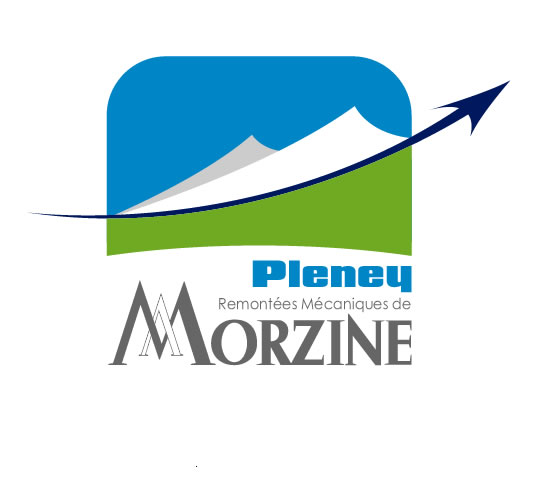 Pleney
Remontées Mécaniques de
MORZINE